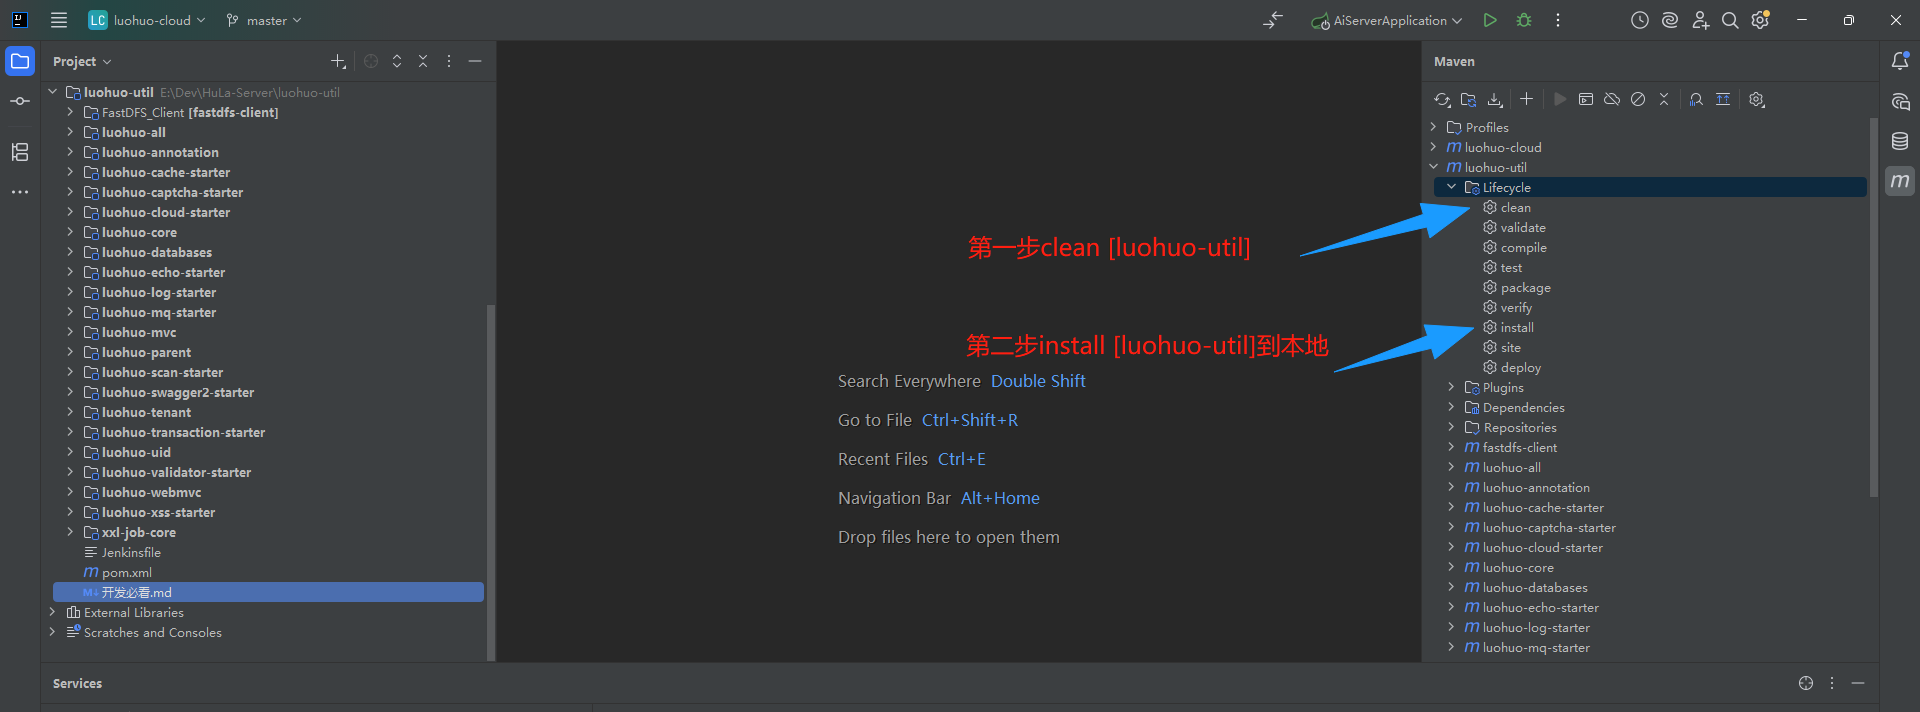 LC luohuo-cloud master AiServerApplication
Project
luohuo-util E:\Dev\HuLa-Server\luohuo-util
FastDFS_Client [fastdfs-client]
luohuo-all
luohuo-annotation
luohuo-cache-starter
luohuo-captcha-starter
luohuo-cloud-starter
luohuo-core
luohuo-databases
luohuo-echo-starter
luohuo-log-starter
luohuo-mq-starter
luohuo-mvc
luohuo-parent
luohuo-scan-starter
luohuo-swagger2-starter
luohuo-tenant
luohuo-transaction-starter
luohuo-uid
luohuo-validator-starter
luohuo-webmvc
luohuo-xss-starter
xxl-job-core
Jenkinsfile
pom.xml
开发必看.md
External Libraries
Scratches and Consoles
第一步clean [luohuo-util]
第二步install [luohuo-util]到本地
Search Everywhere Double Shift
Go to File Ctrl+Shift+R
Recent Files Ctrl+E
Navigation Bar Alt+Home
Drop files here to open them
Maven
Profiles
luohuo-cloud
luohuo-util
Lifecycle
clean
validate
compile
test
package
verify
install
site
deploy
Plugins
Dependencies
Repositories
fastdfs-client
luohuo-all
luohuo-annotation
luohuo-cache-starter
luohuo-captcha-starter
luohuo-cloud-starter
luohuo-core
luohuo-databases
luohuo-echo-starter
luohuo-log-starter
luohuo-mq-starter
Services